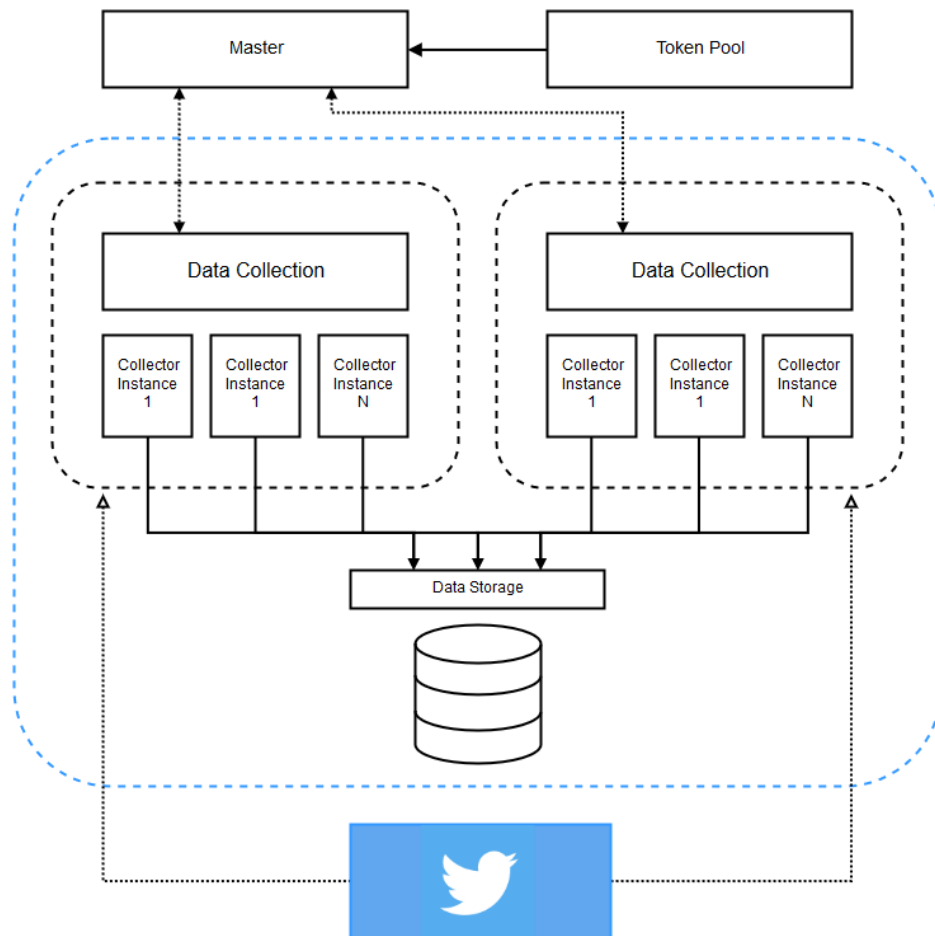 Master
Token Pool
Data Collection
Data Collection
Collector
Instance
1
Collector
Instance
1
Collector
Instance
N
Collector
Instance
1
Collector
Instance
1
Collector
Instance
N
Data Storage